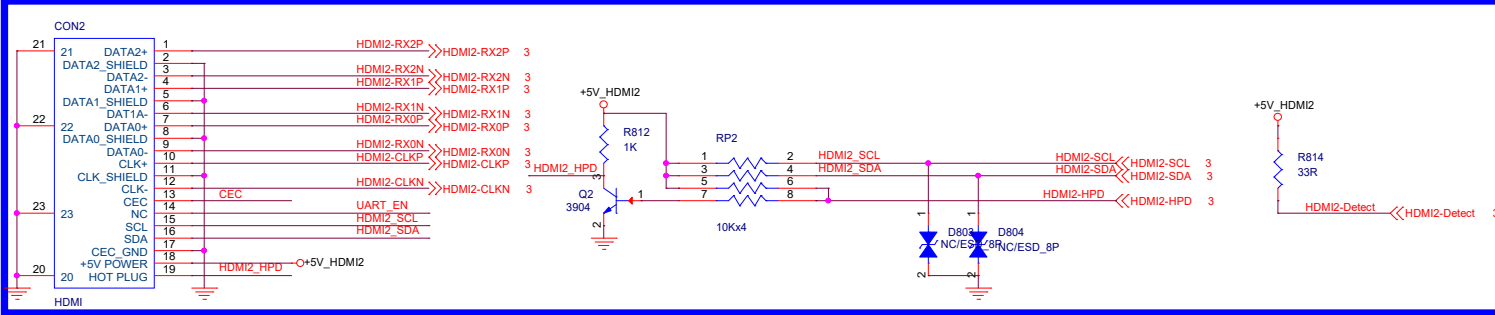 CON2
21 21 DATA2+ 1 HDMI2-RX2P HDMI2-RX2P 3
DATA2_SHIELD 2
DATA2- 3 HDMI2-RX2N HDMI2-RX2N 3
DATA1+ 4 HDMI2-RX1P HDMI2-RX1P 3
DATA1_SHIELD 5
DAT1A- 6 HDMI2-RX1N HDMI2-RX1N 3
22 22 DATA0+ 7 HDMI2-RX0P HDMI2-RX0P 3
DATA0_SHIELD 8
DATA0- 9 HDMI2-RX0N HDMI2-RX0N 3
CLK+ 10 HDMI2-CLKP HDMI2-CLKP 3
CLK_SHIELD 11
CLK- 12 HDMI2-CLKN HDMI2-CLKN 3
CEC 13 CEC
23 23 NC 14 UART_EN
SCL 15 HDMI2_SCL
SDA 16 HDMI2_SDA
CEC_GND 17
+5V POWER 18 +5V_HDMI2
20 20 HOT PLUG 19 HDMI2_HPD
HDMI
+5V_HDMI2
R812
1K
HDMI2_HPD
3
Q2
3904
1
2
RP2
1 2 HDMI2_SCL HDMI2-SCL HDMI2-SCL 3
3 4 HDMI2_SDA HDMI2-SDA HDMI2-SDA 3
5 6
7 8 HDMI2-HPD HDMI2-HPD 3
10Kx4
1 1
D803 D804
NC/ESD_8P NC/ESD_8P
2 2
+5V_HDMI2
R814
33R
HDMI2-Detect HDMI2-Detect 3